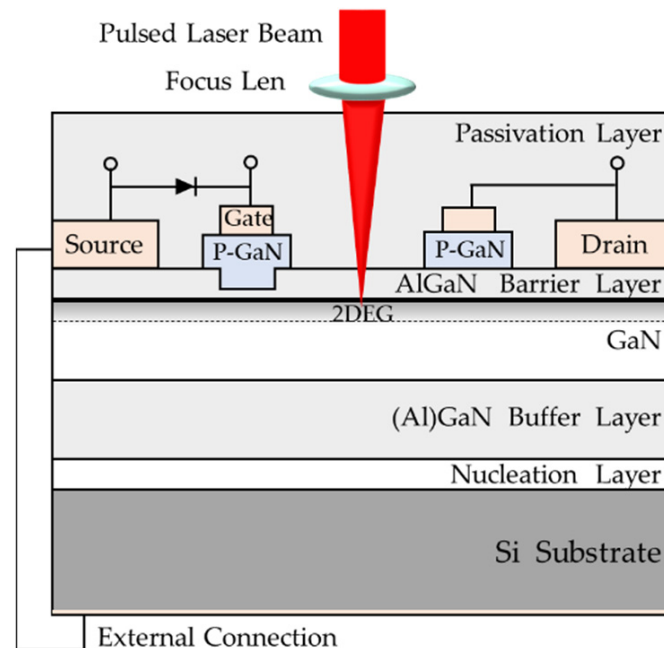 Pulsed Laser Beam
Focus Len
Passivation Layer
Gate
Source
P-GaN
P-GaN
Drain
AlGaN Barrier Layer
2DEG
GaN
(Al)GaN Buffer Layer
Nucleation Layer
Si Substrate
External Connection